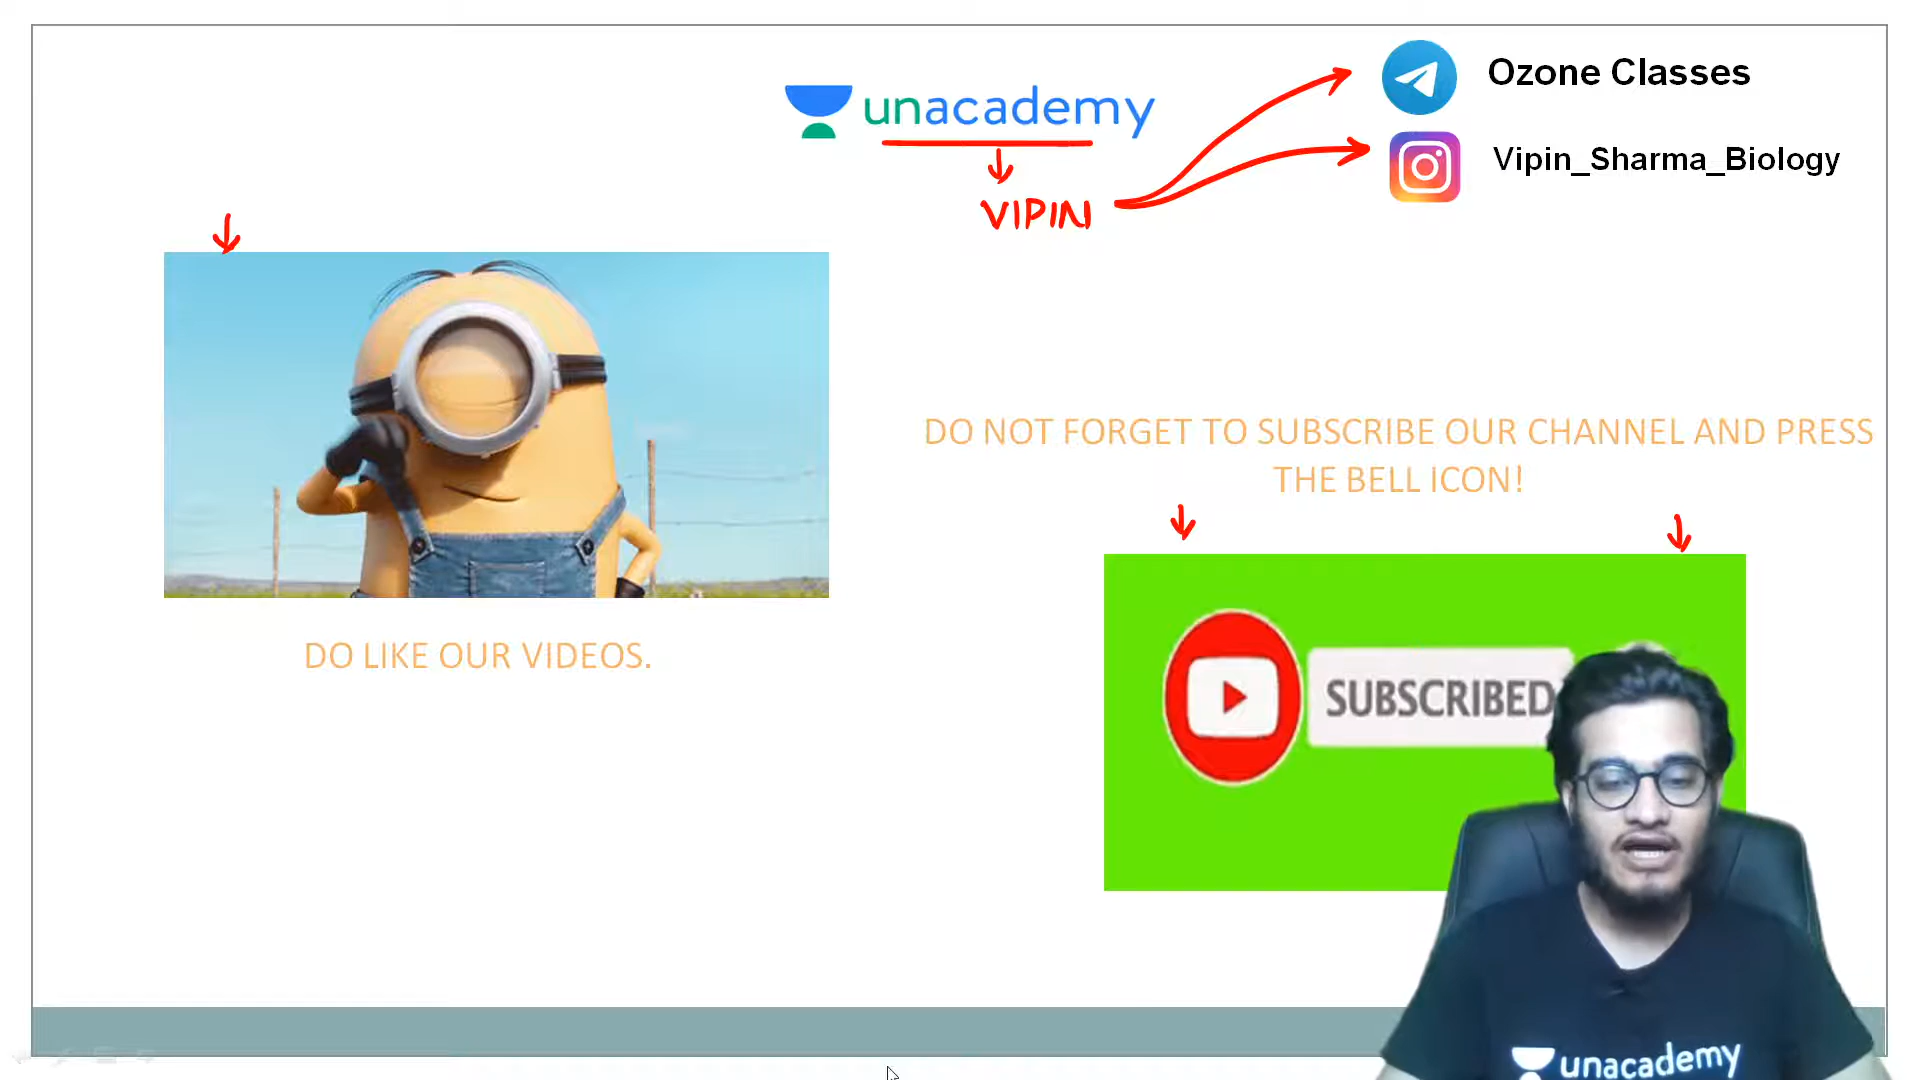 unacademy
Ozone Classes
Vipin_Sharma_Biology
VIPIN
DO NOT FORGET TO SUBSCRIBE OUR CHANNEL AND PRESS
THE BELL ICON!
DO LIKE OUR VIDEOS.
SUBSCRIBED
unacademy